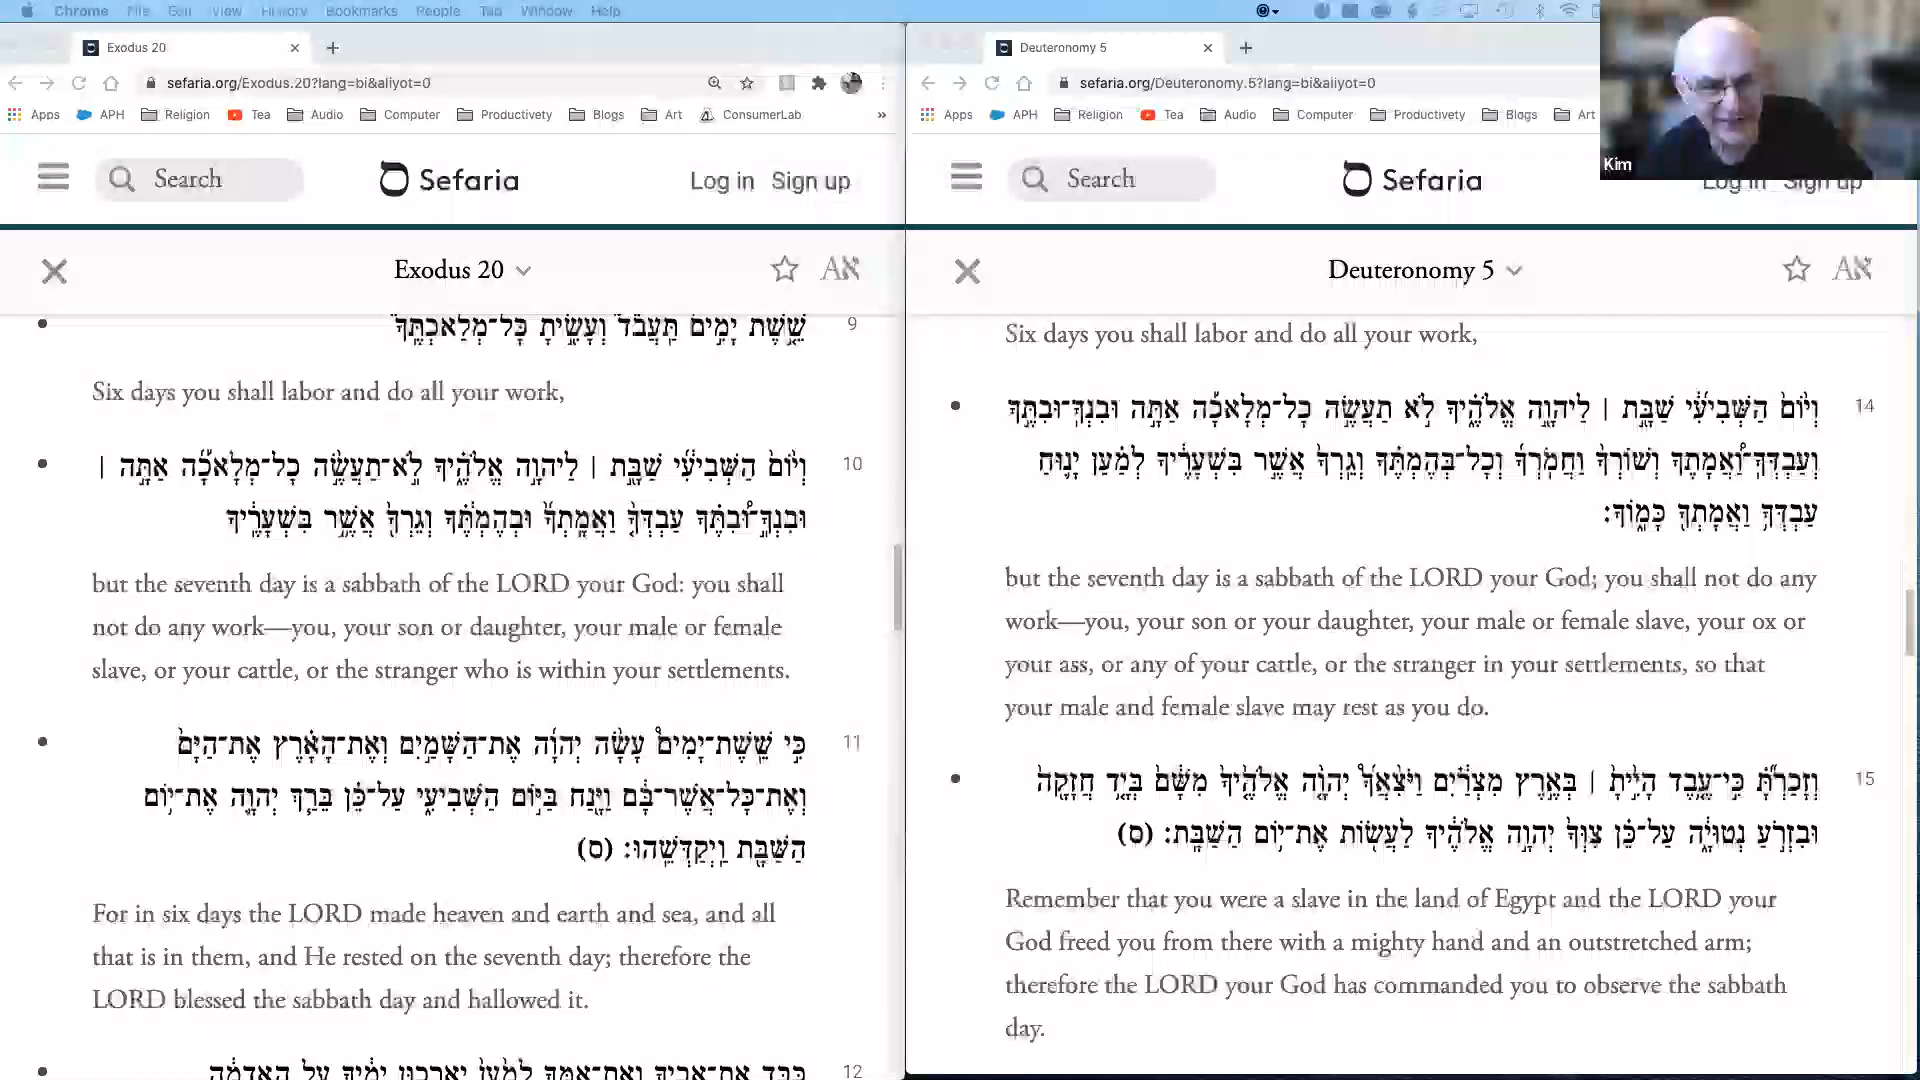 Chrome File Edit View History Bookmarks People Tab Window Help
Exodus 20
sefaria.org/Exodus.20?lang=bi&aliyot=0
Apps APH Religion Tea Audio Computer Productivety Blogs Art ConsumerLab »
Search Sefaria Log in Sign up
Exodus 20
שֵׁ֤שֶׁת יָמִים֙ תַּֽעֲבֹ֔ד֮ וְעָשִׂ֖יתָ כׇּל־מְלַאכְתֶּֽךָ֒ 9
Six days you shall labor and do all your work,
וְי֙וֹם֙ הַשְּׁבִיעִ֔֜י שַׁבָּ֖֣ת ׀ לַיהֹוָ֣ה אֱלֹהֶ֑֗יךָ לֹֽ֣א־תַעֲשֶׂ֣֨ה כׇל־מְלָאכָ֡֜ה אַתָּ֣ה ׀ 10
וּבִנְךָ֣־וּ֠בִתֶּ֗ךָ עַבְדְּךָ֤֨ וַאֲמָֽתְךָ֜֙ וּבְהֶמְתֶּ֔֗ךָ וְגֵרְךָ֖֙ אֲשֶׁ֥֣ר בִּשְׁעָרֶֽ֔יךָ
but the seventh day is a sabbath of the LORD your God: you shall
not do any work—you, your son or daughter, your male or female
slave, or your cattle, or the stranger who is within your settlements.
כִּ֣י שֵֽׁשֶׁת־יָמִים֩ עָשָׂ֨ה יְהֹוָ֜ה אֶת־הַשָּׁמַ֣יִם וְאֶת־הָאָ֗רֶץ אֶת־הַיָּם֙ 11
וְאֶת־כׇּל־אֲשֶׁר־בָּ֔ם וַיָּ֖נַח בַּיּ֣וֹם הַשְּׁבִיעִ֑י עַל־כֵּ֗ן בֵּרַ֧ךְ יְהֹוָ֛ה אֶת־י֥וֹם
הַשַּׁבָּ֖ת וַֽיְקַדְּשֵֽׁהוּ׃ (ס)
For in six days the LORD made heaven and earth and sea, and all
that is in them, and He rested on the seventh day; therefore the
LORD blessed the sabbath day and hallowed it.
כַּבֵּ֥ד אֶת־אָבִ֖יךָ וְאֶת־אִמֶּ֑ךָ לְמַ֙עַן֙ יַאֲרִכ֣וּן יָמֶ֔יךָ עַ֚ל הָאֲדָמָ֔ה 12
Deuteronomy 5
sefaria.org/Deuteronomy.5?lang=bi&aliyot=0
Apps APH Religion Tea Audio Computer Productivety Blogs Art
Search Sefaria Log in Sign up
Kim
Deuteronomy 5
Six days you shall labor and do all your work,
וְי֙וֹם֙ הַשְּׁבִיעִ֔֜י שַׁבָּ֖֣ת ׀ לַיהֹוָ֖֣ה אֱלֹהֶ֑֗יךָ לֹ֣א תַעֲשֶׂ֣ה כׇל־מְלָאכָ֡ה אַתָּ֣ה וּבִנְךָֽ־וּבִתֶּ֣ךָ 14
וְעַבְדְּךָֽ־וַ֠אֲמָתֶ֠ךָ וְשׁוֹרְךָ֨ וַחֲמֹֽרְךָ֜ וְכׇל־בְּהֶמְתֶּ֗ךָ וְגֵֽרְךָ֙ אֲשֶׁ֣ר בִּשְׁעָרֶ֔יךָ לְמַ֗עַן יָנ֛וּחַ
עַבְדְּךָ֥ וַאֲמָתְךָ֖ כָּמֽוֹךָ׃
but the seventh day is a sabbath of the LORD your God; you shall not do any
work—you, your son or your daughter, your male or female slave, your ox or
your ass, or any of your cattle, or the stranger in your settlements, so that
your male and female slave may rest as you do.
וְזָכַרְתָּ֗֞ כִּ֣י־עֶ֤֥בֶד הָיִ֣֙יתָ֙ ׀ בְּאֶ֣רֶץ מִצְרַ֔֗יִם וַיֹּצִ֨אֲךָ֜ יְהֹוָ֤֨ה אֱלֹהֶ֤֙יךָ֙ מִשָּׁם֙ בְּיָ֤֥ד חֲזָקָ֖ה֙ 15
וּבִזְרֹ֣עַ נְטוּיָ֑֔ה עַל־כֵּ֗ן צִוְּךָ֙ יְהֹוָ֣ה אֱלֹהֶ֔יךָ לַעֲשׂ֖וֹת אֶת־י֥וֹם הַשַּׁבָּֽת׃ (ס)
Remember that you were a slave in the land of Egypt and the LORD your
God freed you from there with a mighty hand and an outstretched arm;
therefore the LORD your God has commanded you to observe the sabbath
day.